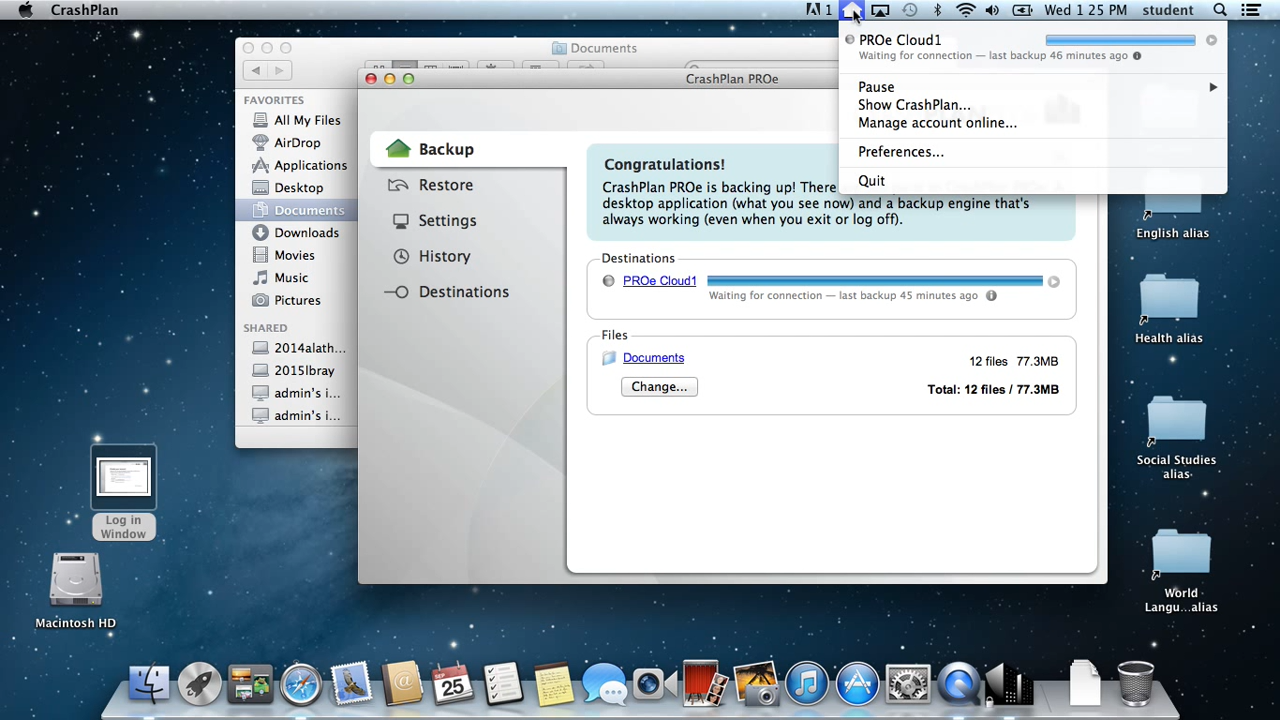 CrashPlan
1
Wed 1 25 PM
student
PROe Cloud1
Waiting for connection — last backup 46 minutes ago
Pause
Show CrashPlan...
Manage account online...
Preferences...
Quit
Documents
FAVORITES
All My Files
AirDrop
Applications
Desktop
Documents
Downloads
Movies
Music
Pictures
SHARED
2014alath...
2015lbray
admin's i...
admin's i...
CrashPlan PROe
Backup
Restore
Settings
History
Destinations
Congratulations!
CrashPlan PROe is backing up! There
desktop application (what you see now) and a backup engine that's
always working (even when you exit or log off).
Destinations
PROe Cloud1
Waiting for connection — last backup 45 minutes ago
Files
Documents
12 files 77.3MB
Change...
Total: 12 files / 77.3MB
English alias
Health alias
Social Studies
alias
World
Langu...alias
Log in
Window
Macintosh HD
SEP
25